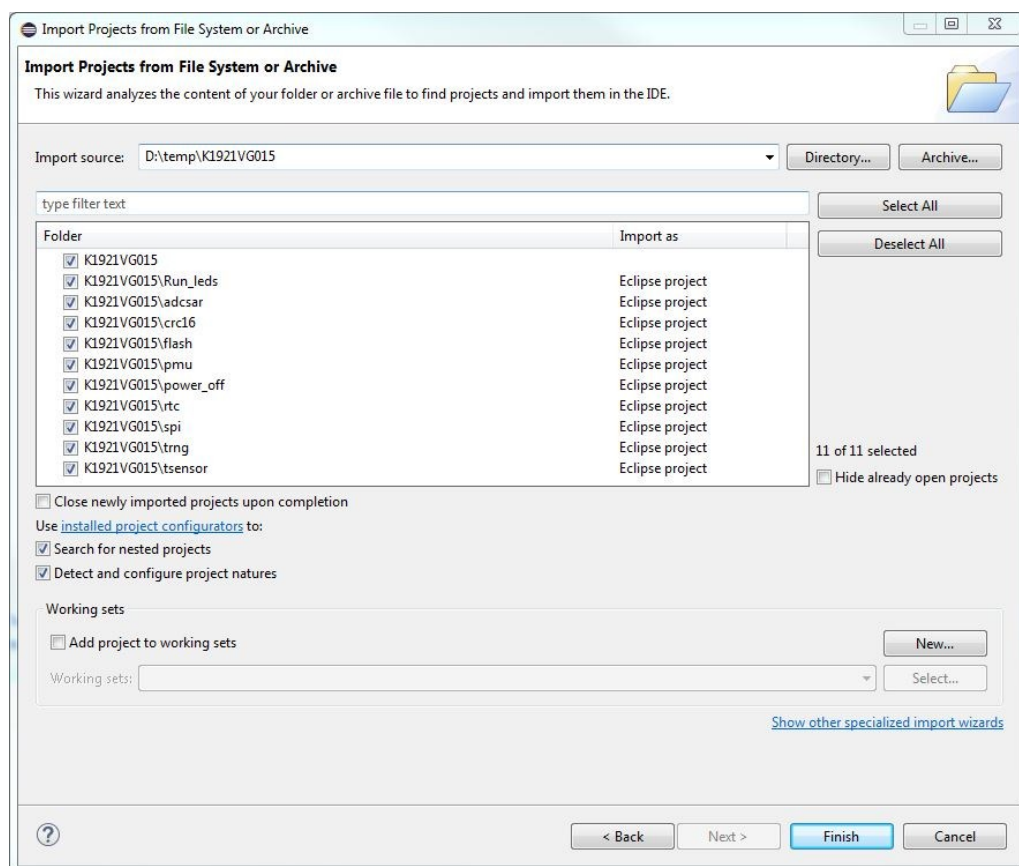 Import Projects from File System or Archive
Import Projects from File System or Archive
This wizard analyzes the content of your folder or archive file to find projects and import them in the IDE.
Import source: D:\temp\K1921VG015 Directory... Archive...
type filter text Select All
Folder Import as Deselect All
K1921VG015
K1921VG015\Run_leds Eclipse project
K1921VG015\adcsar Eclipse project
K1921VG015\crc16 Eclipse project
K1921VG015\flash Eclipse project
K1921VG015\pmu Eclipse project
K1921VG015\power_off Eclipse project
K1921VG015\rtc Eclipse project
K1921VG015\spi Eclipse project
K1921VG015\trng Eclipse project
K1921VG015\tsensor Eclipse project
11 of 11 selected
Hide already open projects
Close newly imported projects upon completion
Use installed project configurators to:
Search for nested projects
Detect and configure project natures
Working sets
Add project to working sets New...
Working sets: Select...
Show other specialized import wizards
? < Back Next > Finish Cancel